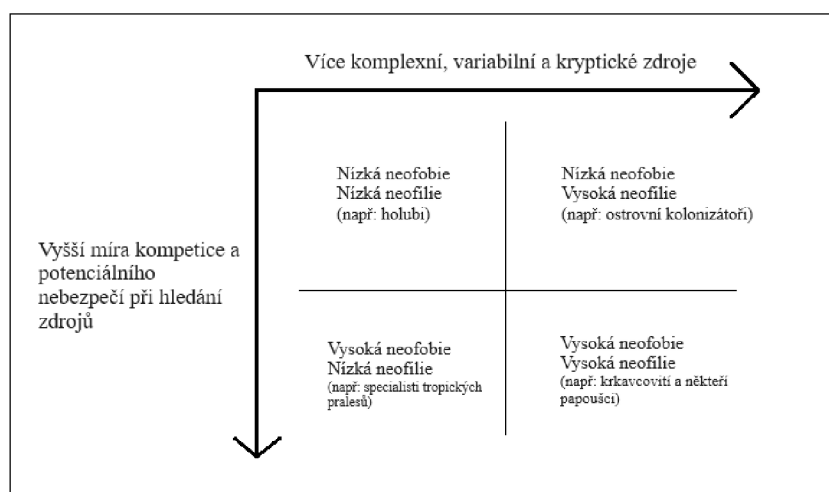 Více komplexní, variabilní a kryptické zdroje
Nízká neofobie
Nízká neofilie
(např: holubi)
Nízká neofobie
Vysoká neofilie
(např: ostrovní kolonizátoři)
Vyšší míra kompetice a
potenciálního
nebezpečí při hledání
zdrojů
Vysoká neofobie
Nízká neofilie
(např: specialisti tropických
pralesů)
Vysoká neofobie
Vysoká neofilie
(např: krkavcovití a někteří
papoušci)